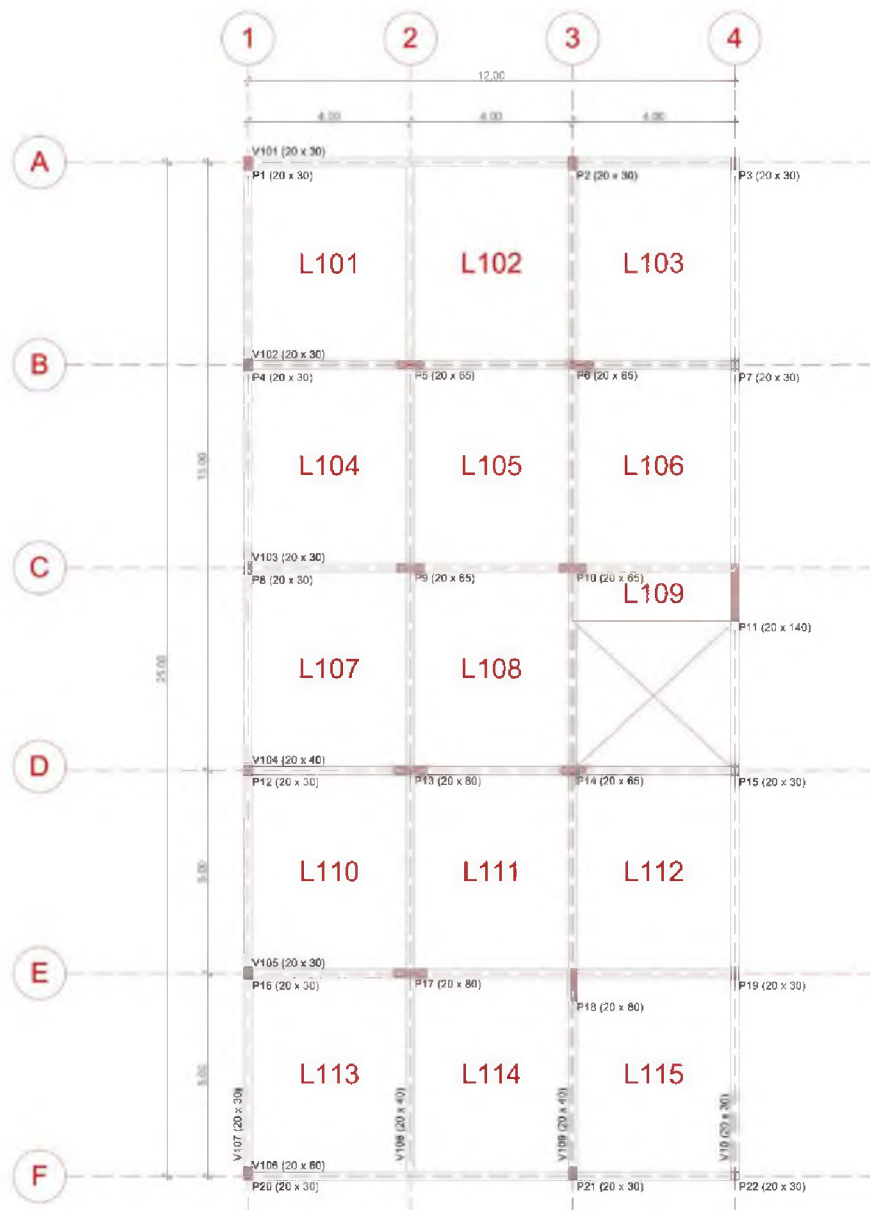 1 2 3 4
12.00
4.00 4.00 4.00
A
V101 (20 x 30)
P1 (20 x 30) P2 (20 x 30) P3 (20 x 30)
L101 L102 L103
B
V102 (20 x 30)
P4 (20 x 30) P5 (20 x 65) P6 (20 x 65) P7 (20 x 30)
L104 L105 L106
C
V103 (20 x 30)
P8 (20 x 30) P9 (20 x 65) P10 (20 x 65)
L109
P11 (20 x 140)
25.00
L107 L108
D
V104 (20 x 40)
P12 (20 x 30) P13 (20 x 80) P14 (20 x 65) P15 (20 x 30)
5.00
L110 L111 L112
E
V105 (20 x 30)
P16 (20 x 30) P17 (20 x 80) P19 (20 x 30)
P18 (20 x 80)
5.00
L113 L114 L115
V107 (20 x 30) V108 (20 x 40) V109 (20 x 40) V10 (20 x 30)
F
V106 (20 x 60)
P20 (20 x 30) P21 (20 x 30) P22 (20 x 30)